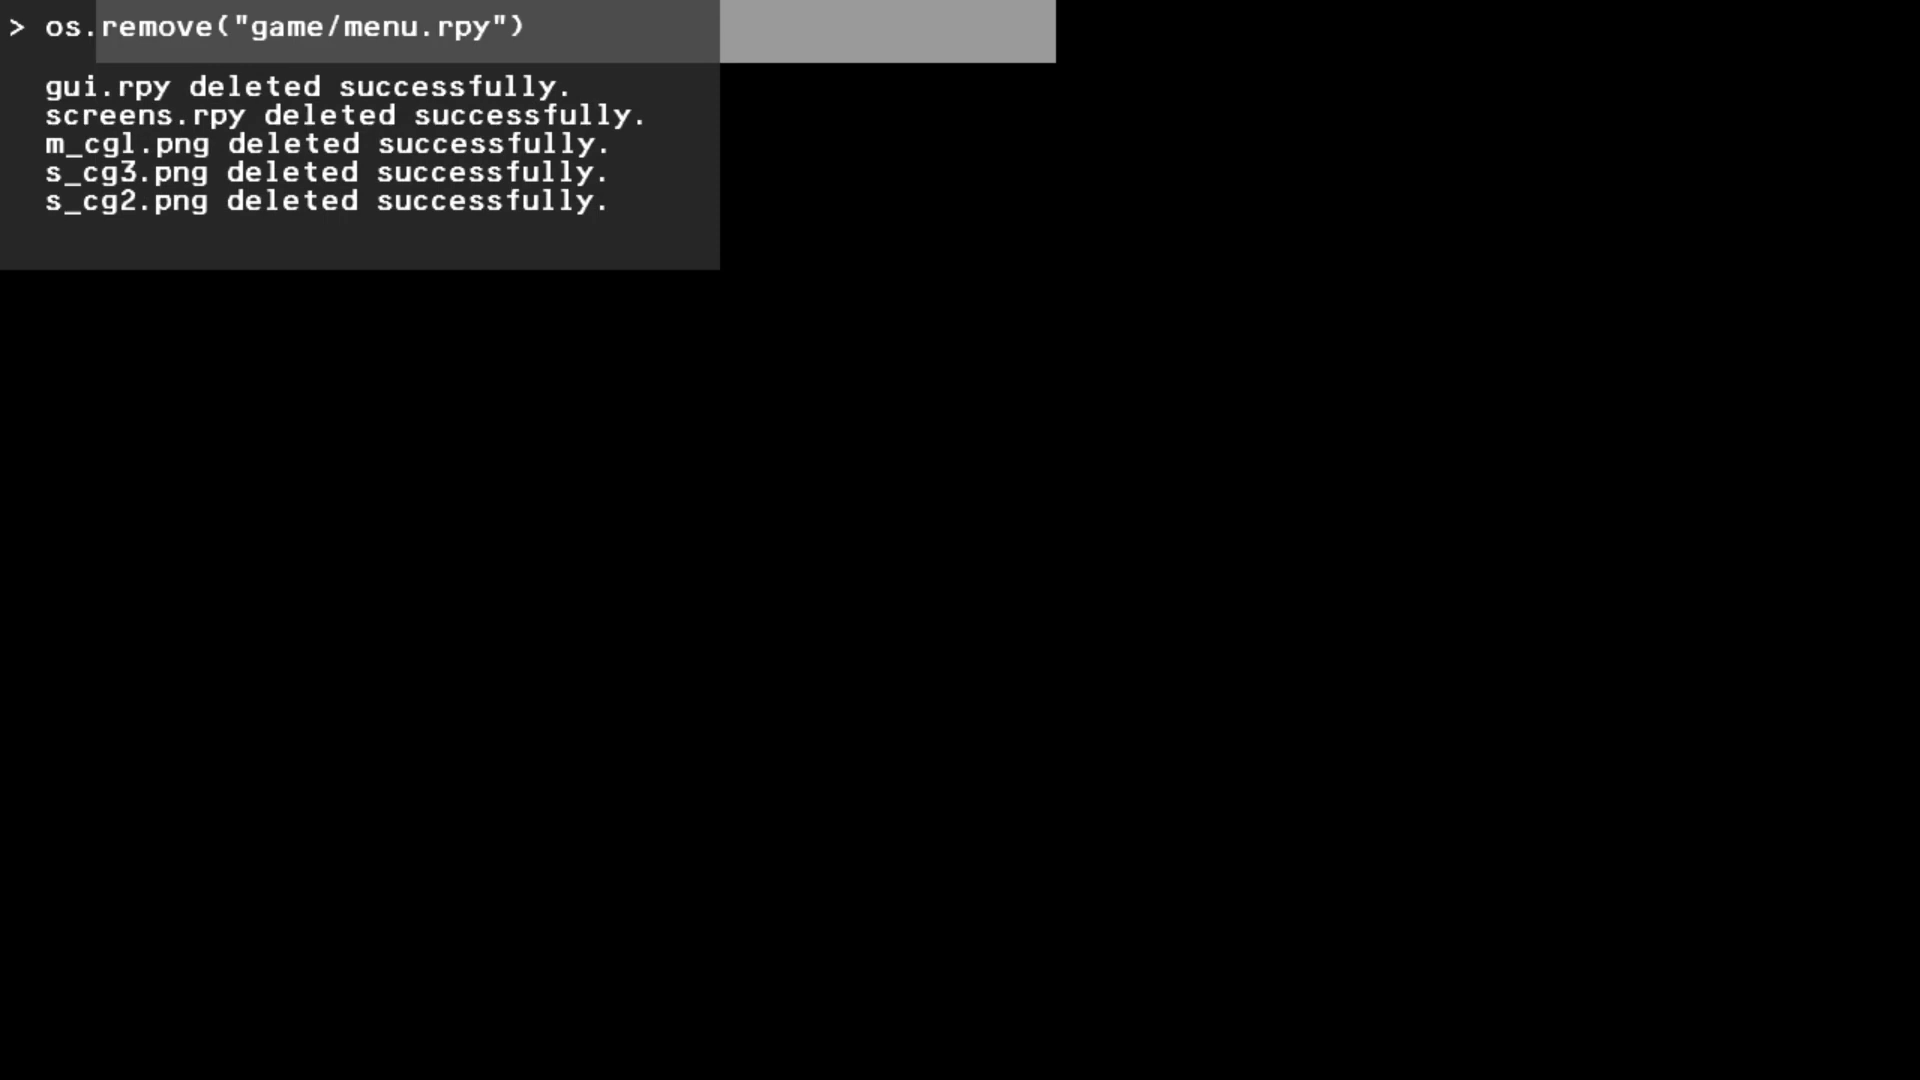 > os.remove("game/menu.rpy")
gui.rpy deleted successfully.
screens.rpy deleted successfully.
m_cg1.png deleted successfully.
s_cg3.png deleted successfully.
s_cg2.png deleted successfully.